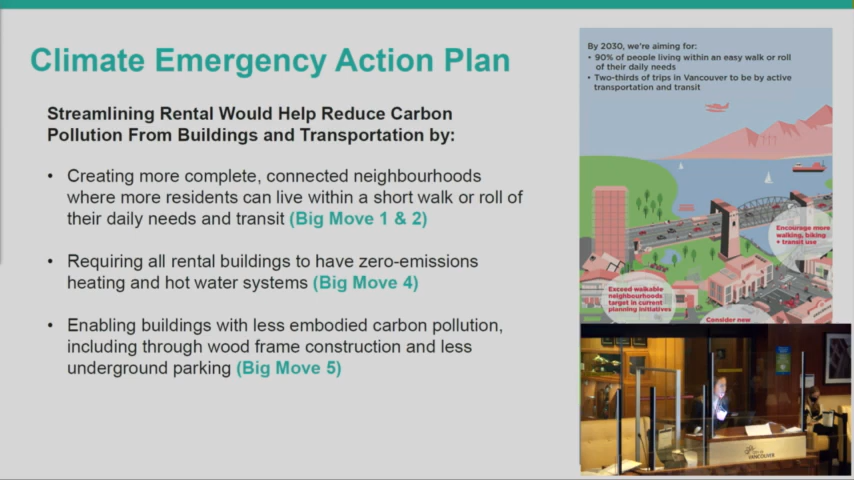 Climate Emergency Action Plan
Streamlining Rental Would Help Reduce Carbon
Pollution From Buildings and Transportation by:
• Creating more complete, connected neighbourhoods
where more residents can live within a short walk or roll of
their daily needs and transit (Big Move 1 & 2)
• Requiring all rental buildings to have zero-emissions
heating and hot water systems (Big Move 4)
• Enabling buildings with less embodied carbon pollution,
including through wood frame construction and less
underground parking (Big Move 5)
By 2030, we're aiming for:
• 90% of people living within an easy walk or roll
of their daily needs
• Two-thirds of trips in Vancouver to be by active
transportation and transit
Encourage more
walking, biking
+ transit use
Exceed walkable
neighbourhoods
target in current
planning initiatives
Consider new
CITY OF
VANCOUVER